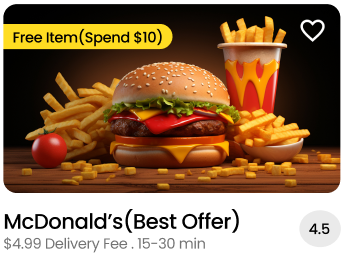 Free Item(Spend $10)
McDonald's(Best Offer)
4.5
$4.99 Delivery Fee . 15-30 min